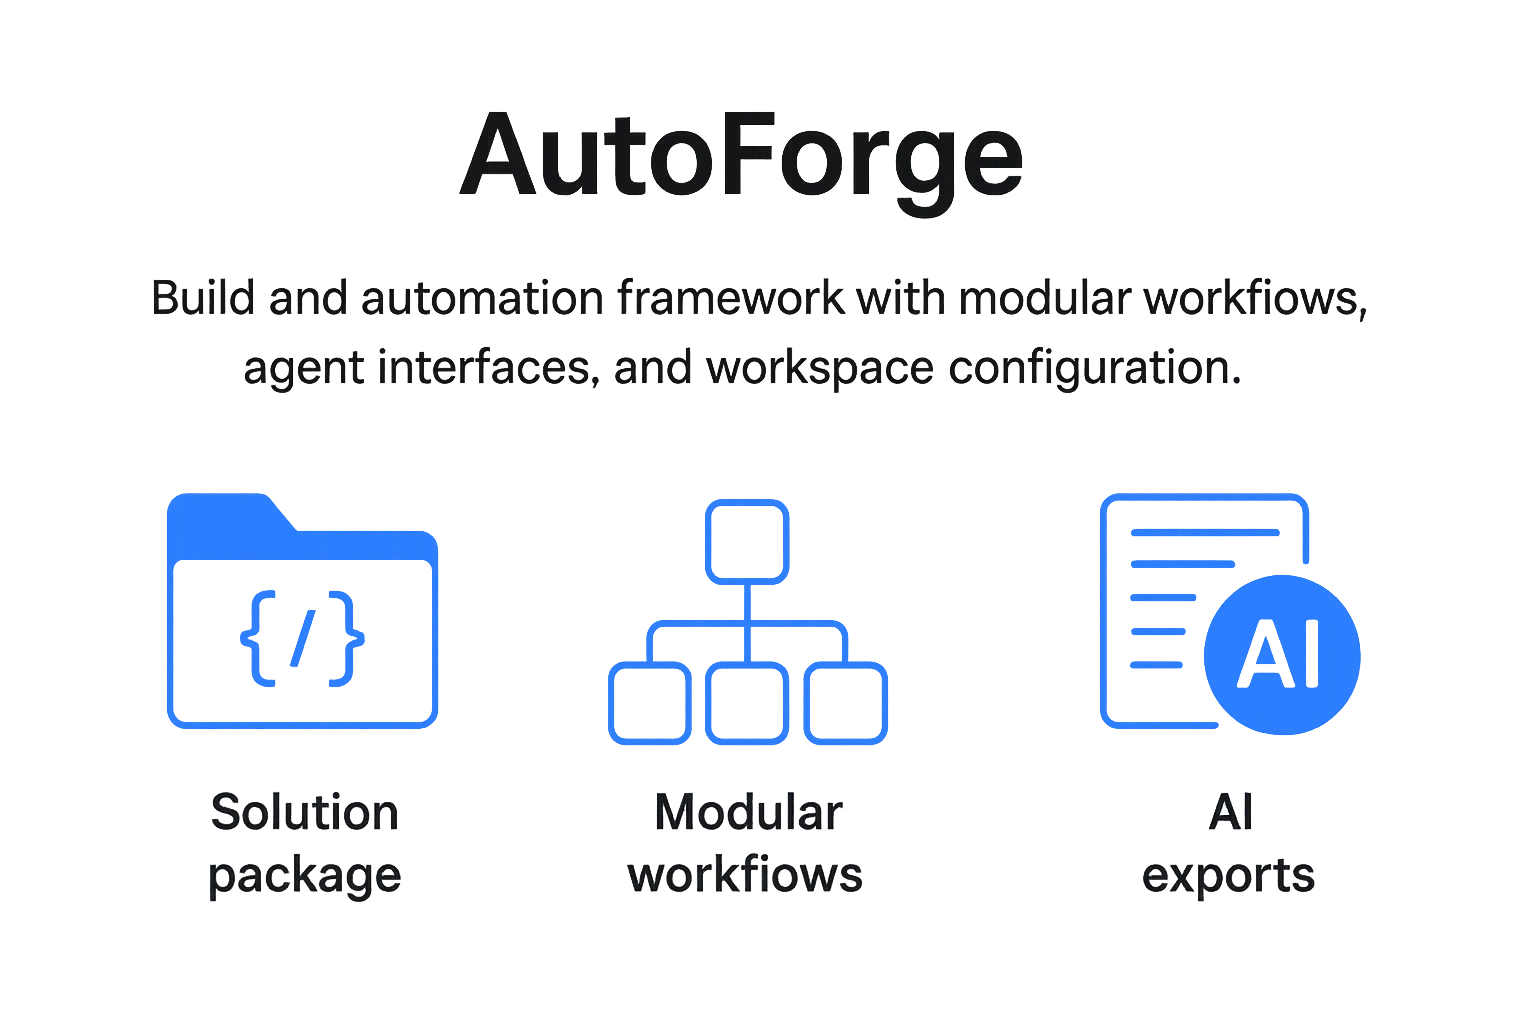 AutoForge
Build and automation framework with modular workfiows,
agent interfaces, and workspace configuration.
{/}
AI
Solution
package
Modular
workfiows
AI
exports